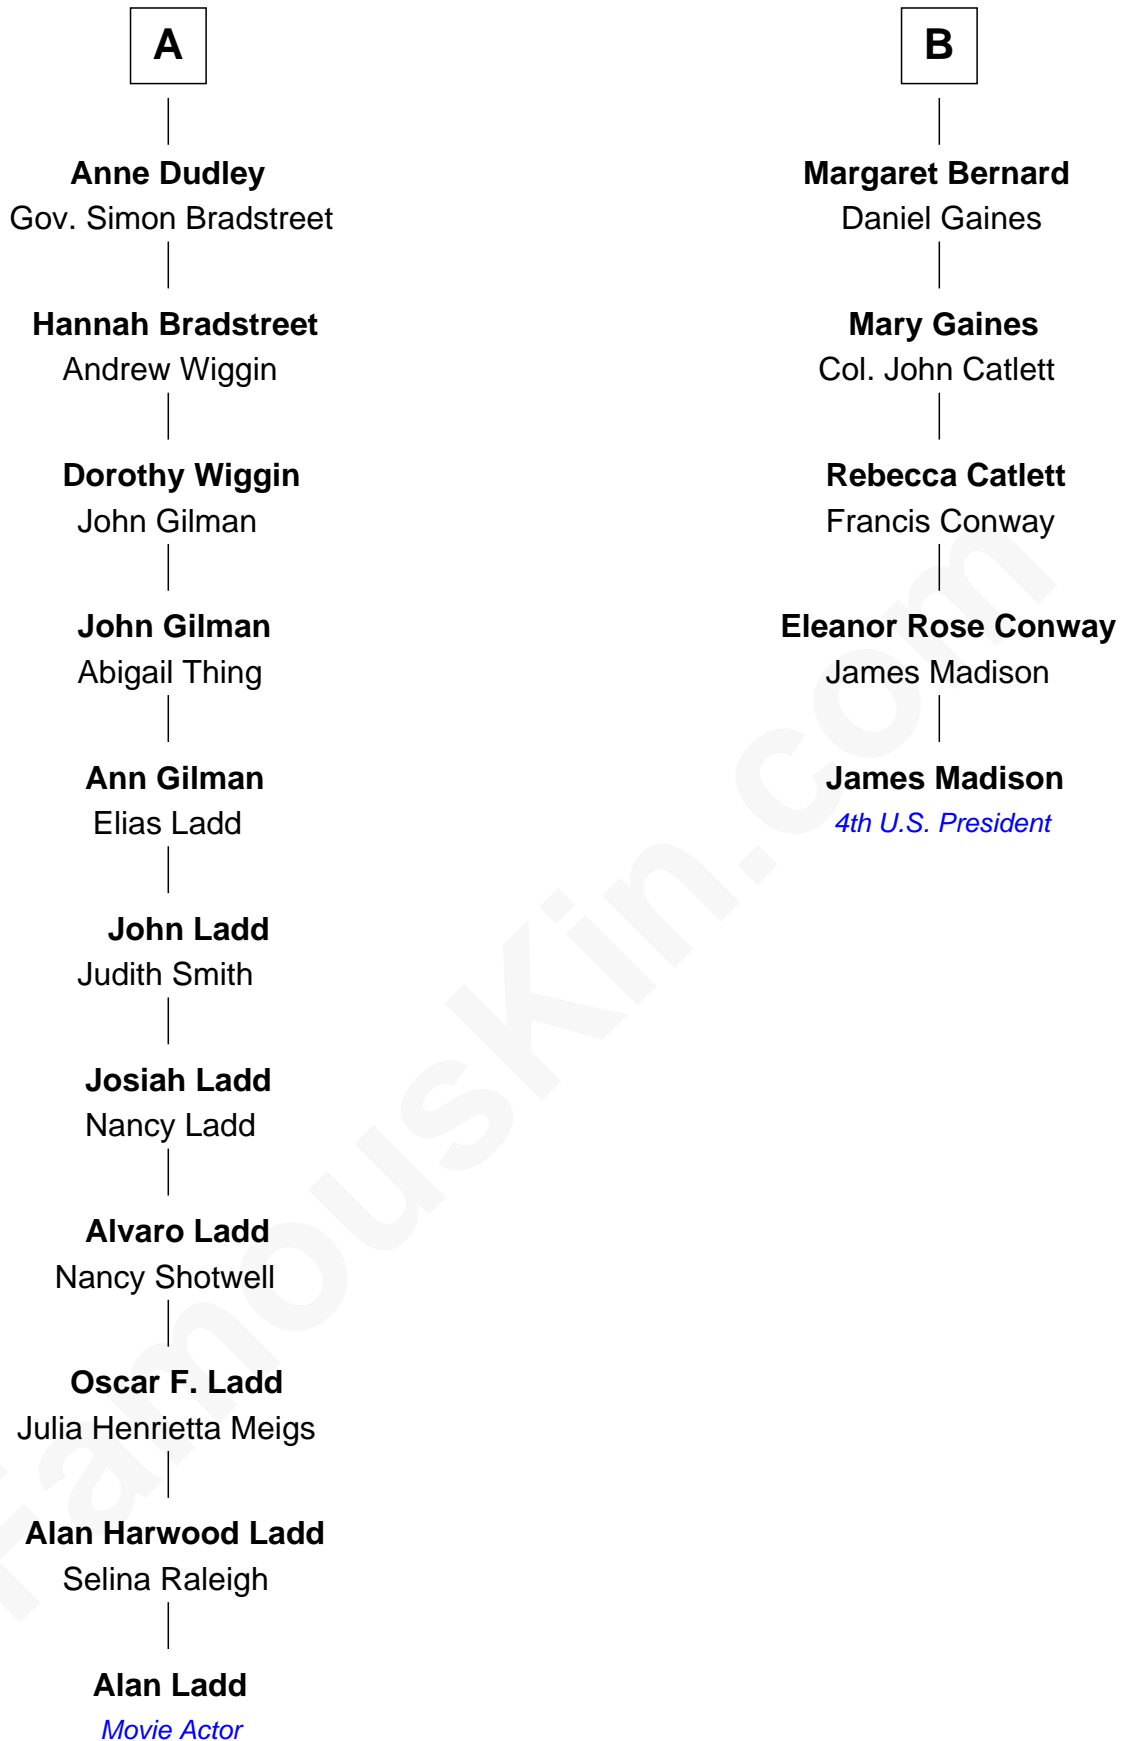 A
Anne Dudley
Gov. Simon Bradstreet
Hannah Bradstreet
Andrew Wiggin
Dorothy Wiggin
John Gilman
John Gilman
Abigail Thing
Ann Gilman
Elias Ladd
John Ladd
Judith Smith
Josiah Ladd
Nancy Ladd
Alvaro Ladd
Nancy Shotwell
Oscar F. Ladd
Julia Henrietta Meigs
Alan Harwood Ladd
Selina Raleigh
Alan Ladd
Movie Actor
B
Margaret Bernard
Daniel Gaines
Mary Gaines
Col. John Catlett
Rebecca Catlett
Francis Conway
Eleanor Rose Conway
James Madison
James Madison
4th U.S. President
FamousKin.com